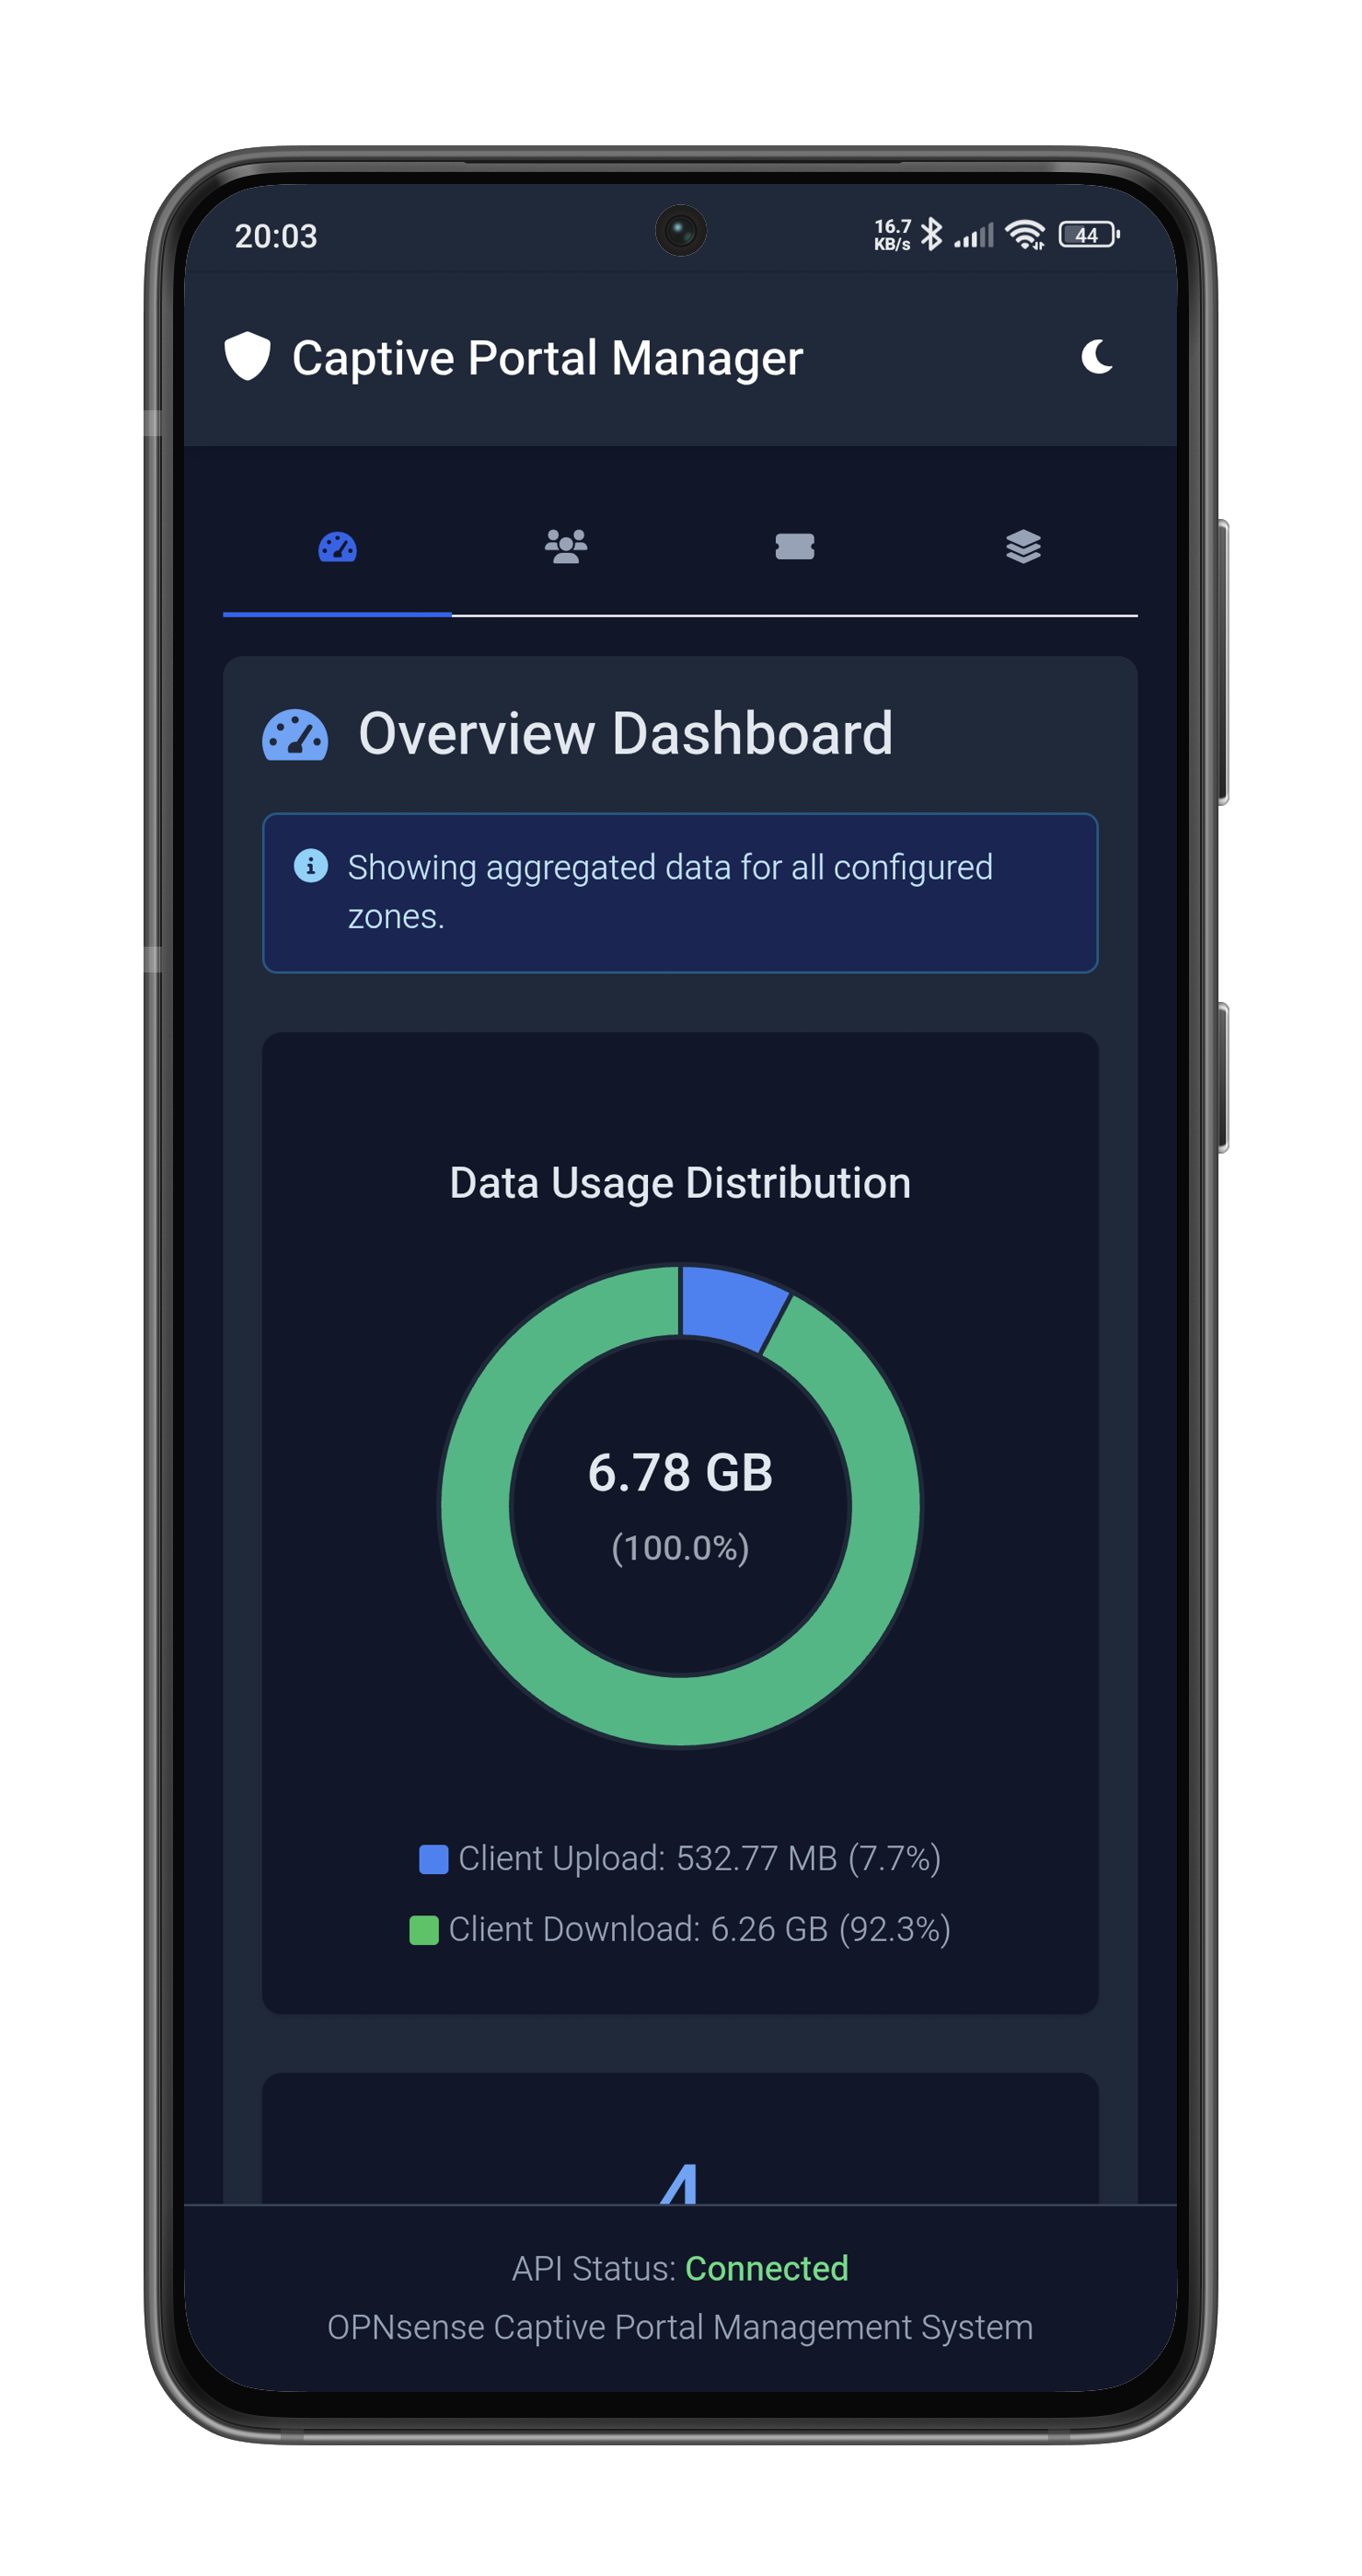 20:03
16.7
KB/s
44
Captive Portal Manager
Overview Dashboard
Showing aggregated data for all configured
zones.
Data Usage Distribution
6.78 GB
(100.0%)
Client Upload: 532.77 MB (7.7%)
Client Download: 6.26 GB (92.3%)
4
API Status: Connected
OPNsense Captive Portal Management System